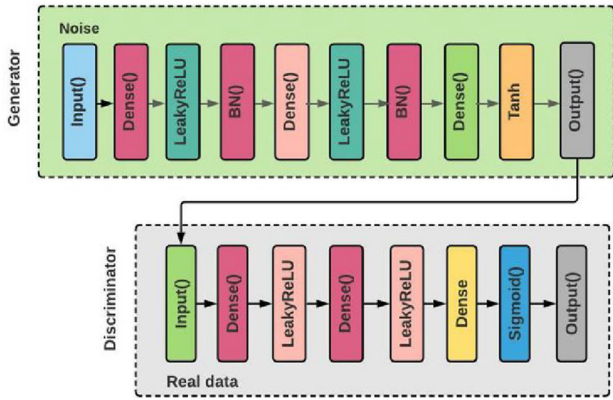 Generator
Noise
Input()
Dense()
LeakyReLU
BN()
Dense()
LeakyReLU
BN()
Dense()
Tanh
Output()
Discriminator
Input()
Dense()
LeakyReLU
Dense()
LeakyReLU
Dense
Sigmoid()
Output()
Real data